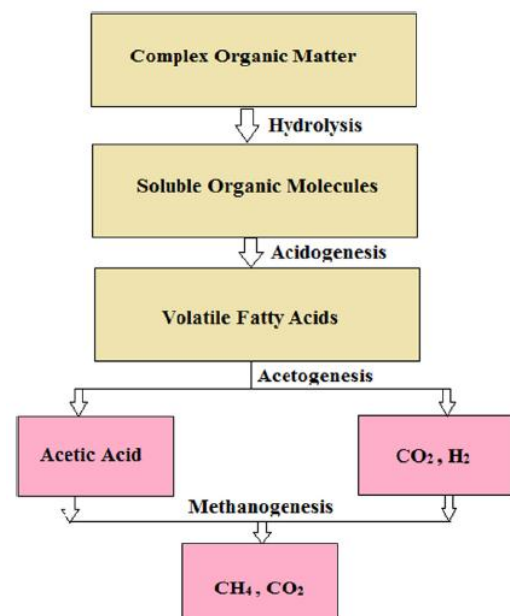 Complex Organic Matter
Hydrolysis
Soluble Organic Molecules
Acidogenesis
Volatile Fatty Acids
Acetogenesis
Acetic Acid
CO₂ , H₂
Methanogenesis
CH₄ , CO₂